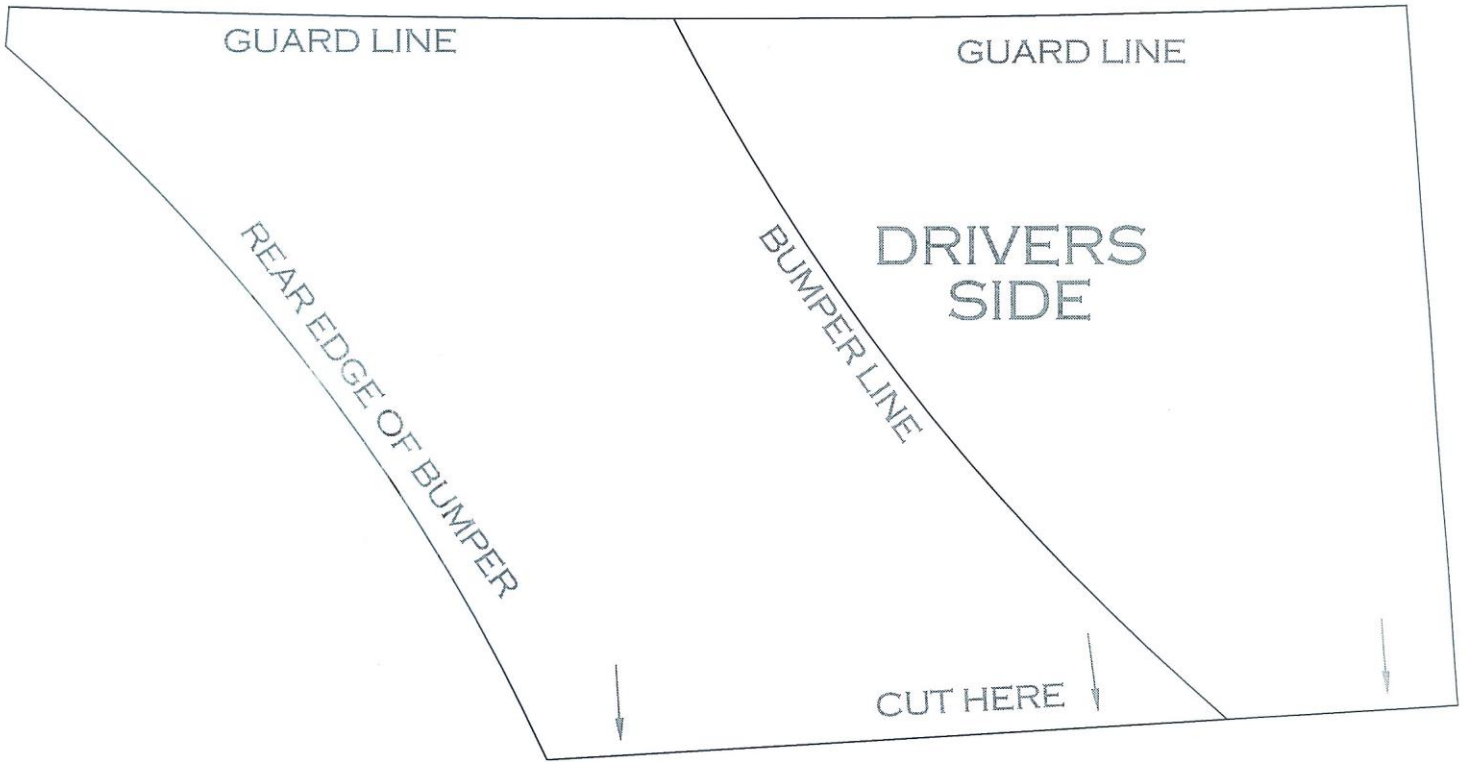 GUARD LINE
GUARD LINE
REAR EDGE OF BUMPER
BUMPER LINE
DRIVERS
SIDE
CUT HERE